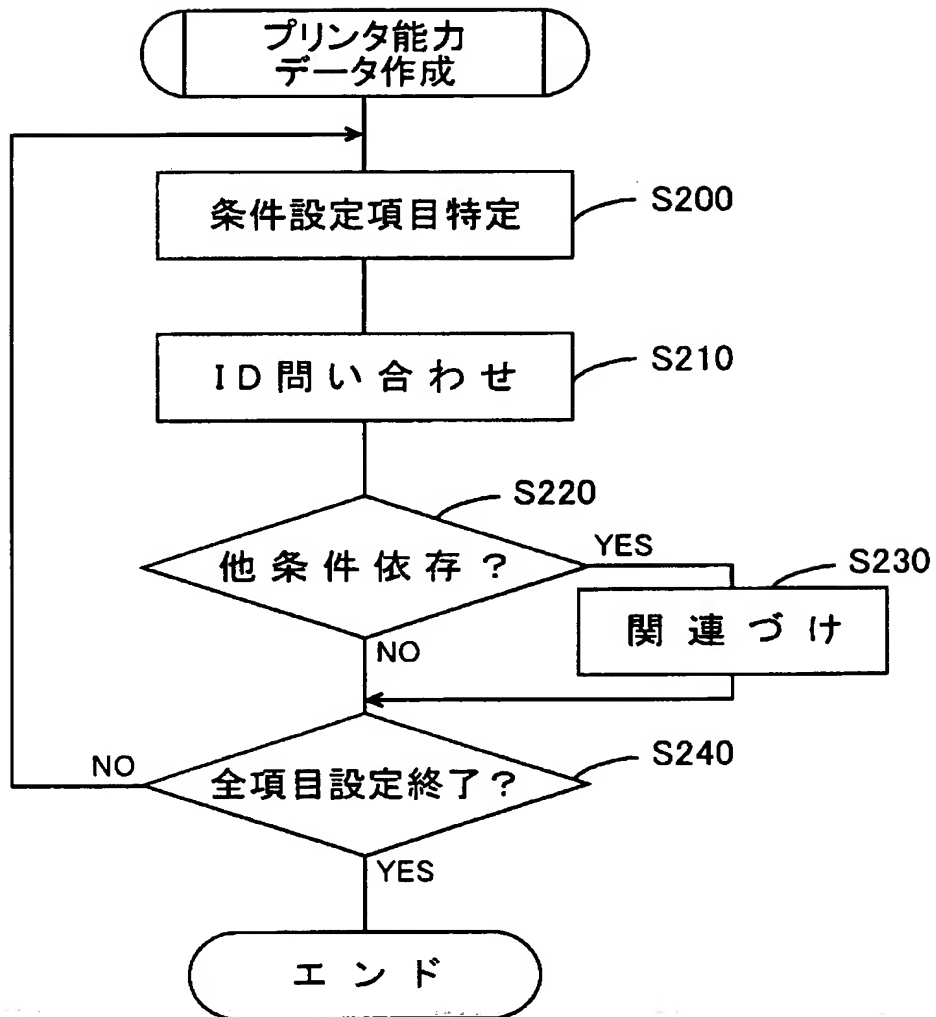 プリンタ能力
データ作成
条件設定項目特定
S200
ID問い合わせ
S210
S220
他条件依存?
YES
S230
関連づけ
NO
S240
NO
全項目設定終了?
YES
エンド